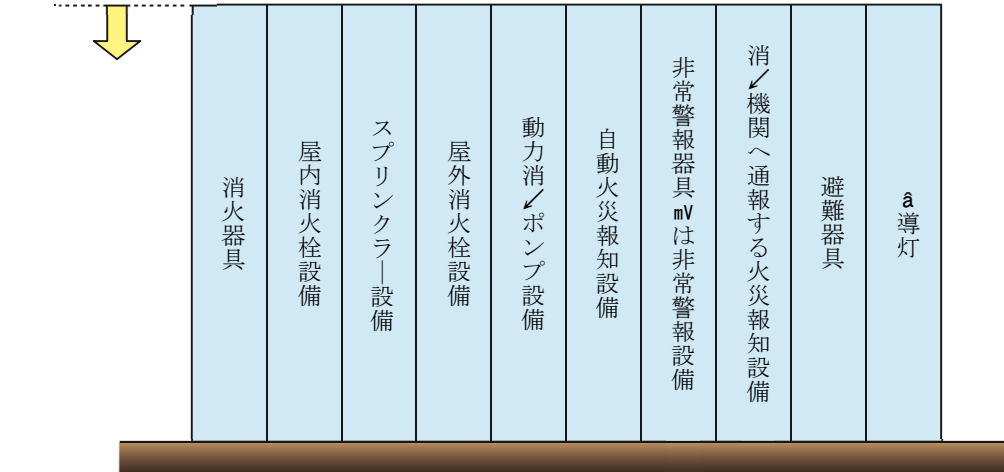 消火器具
屋内消火栓設備
スプリンクラ―設備
屋外消火栓設備
動力消↙ポンプ設備
自動火災報知設備
非常警報器具㎷は非常警報設備
消↙機関へ通報する火災報知設備
避難器具
â導灯